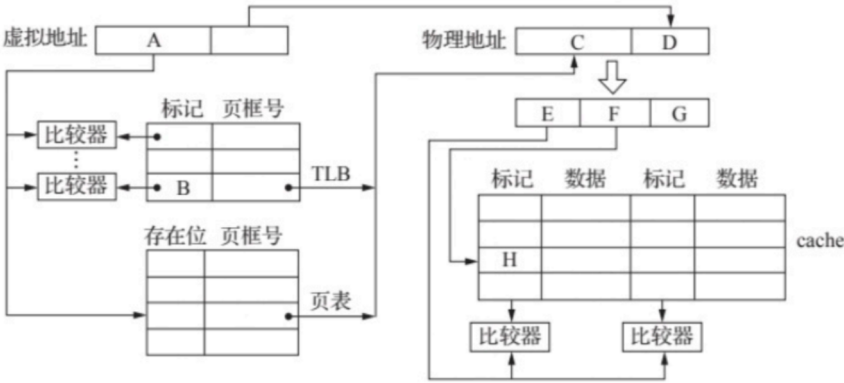 虚拟地址 A
物理地址 C D
E F G
标记 页框号
比较器
⋮
比较器 B TLB
存在位 页框号
页表
标记 数据 标记 数据
H cache
比较器 比较器